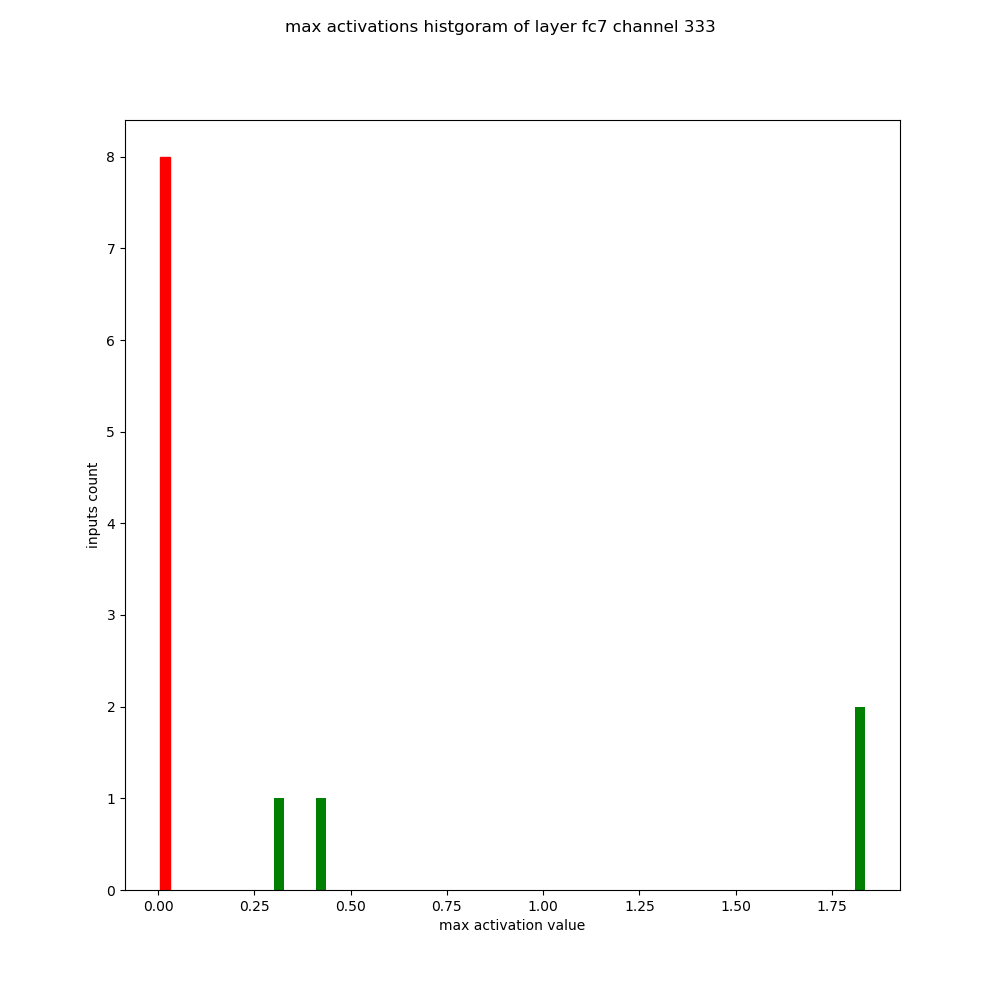 max activations histgoram of layer fc7 channel 333
8
7
6
5
4
3
2
1
0
inputs count
0.00 0.25 0.50 0.75 1.00 1.25 1.50 1.75
max activation value